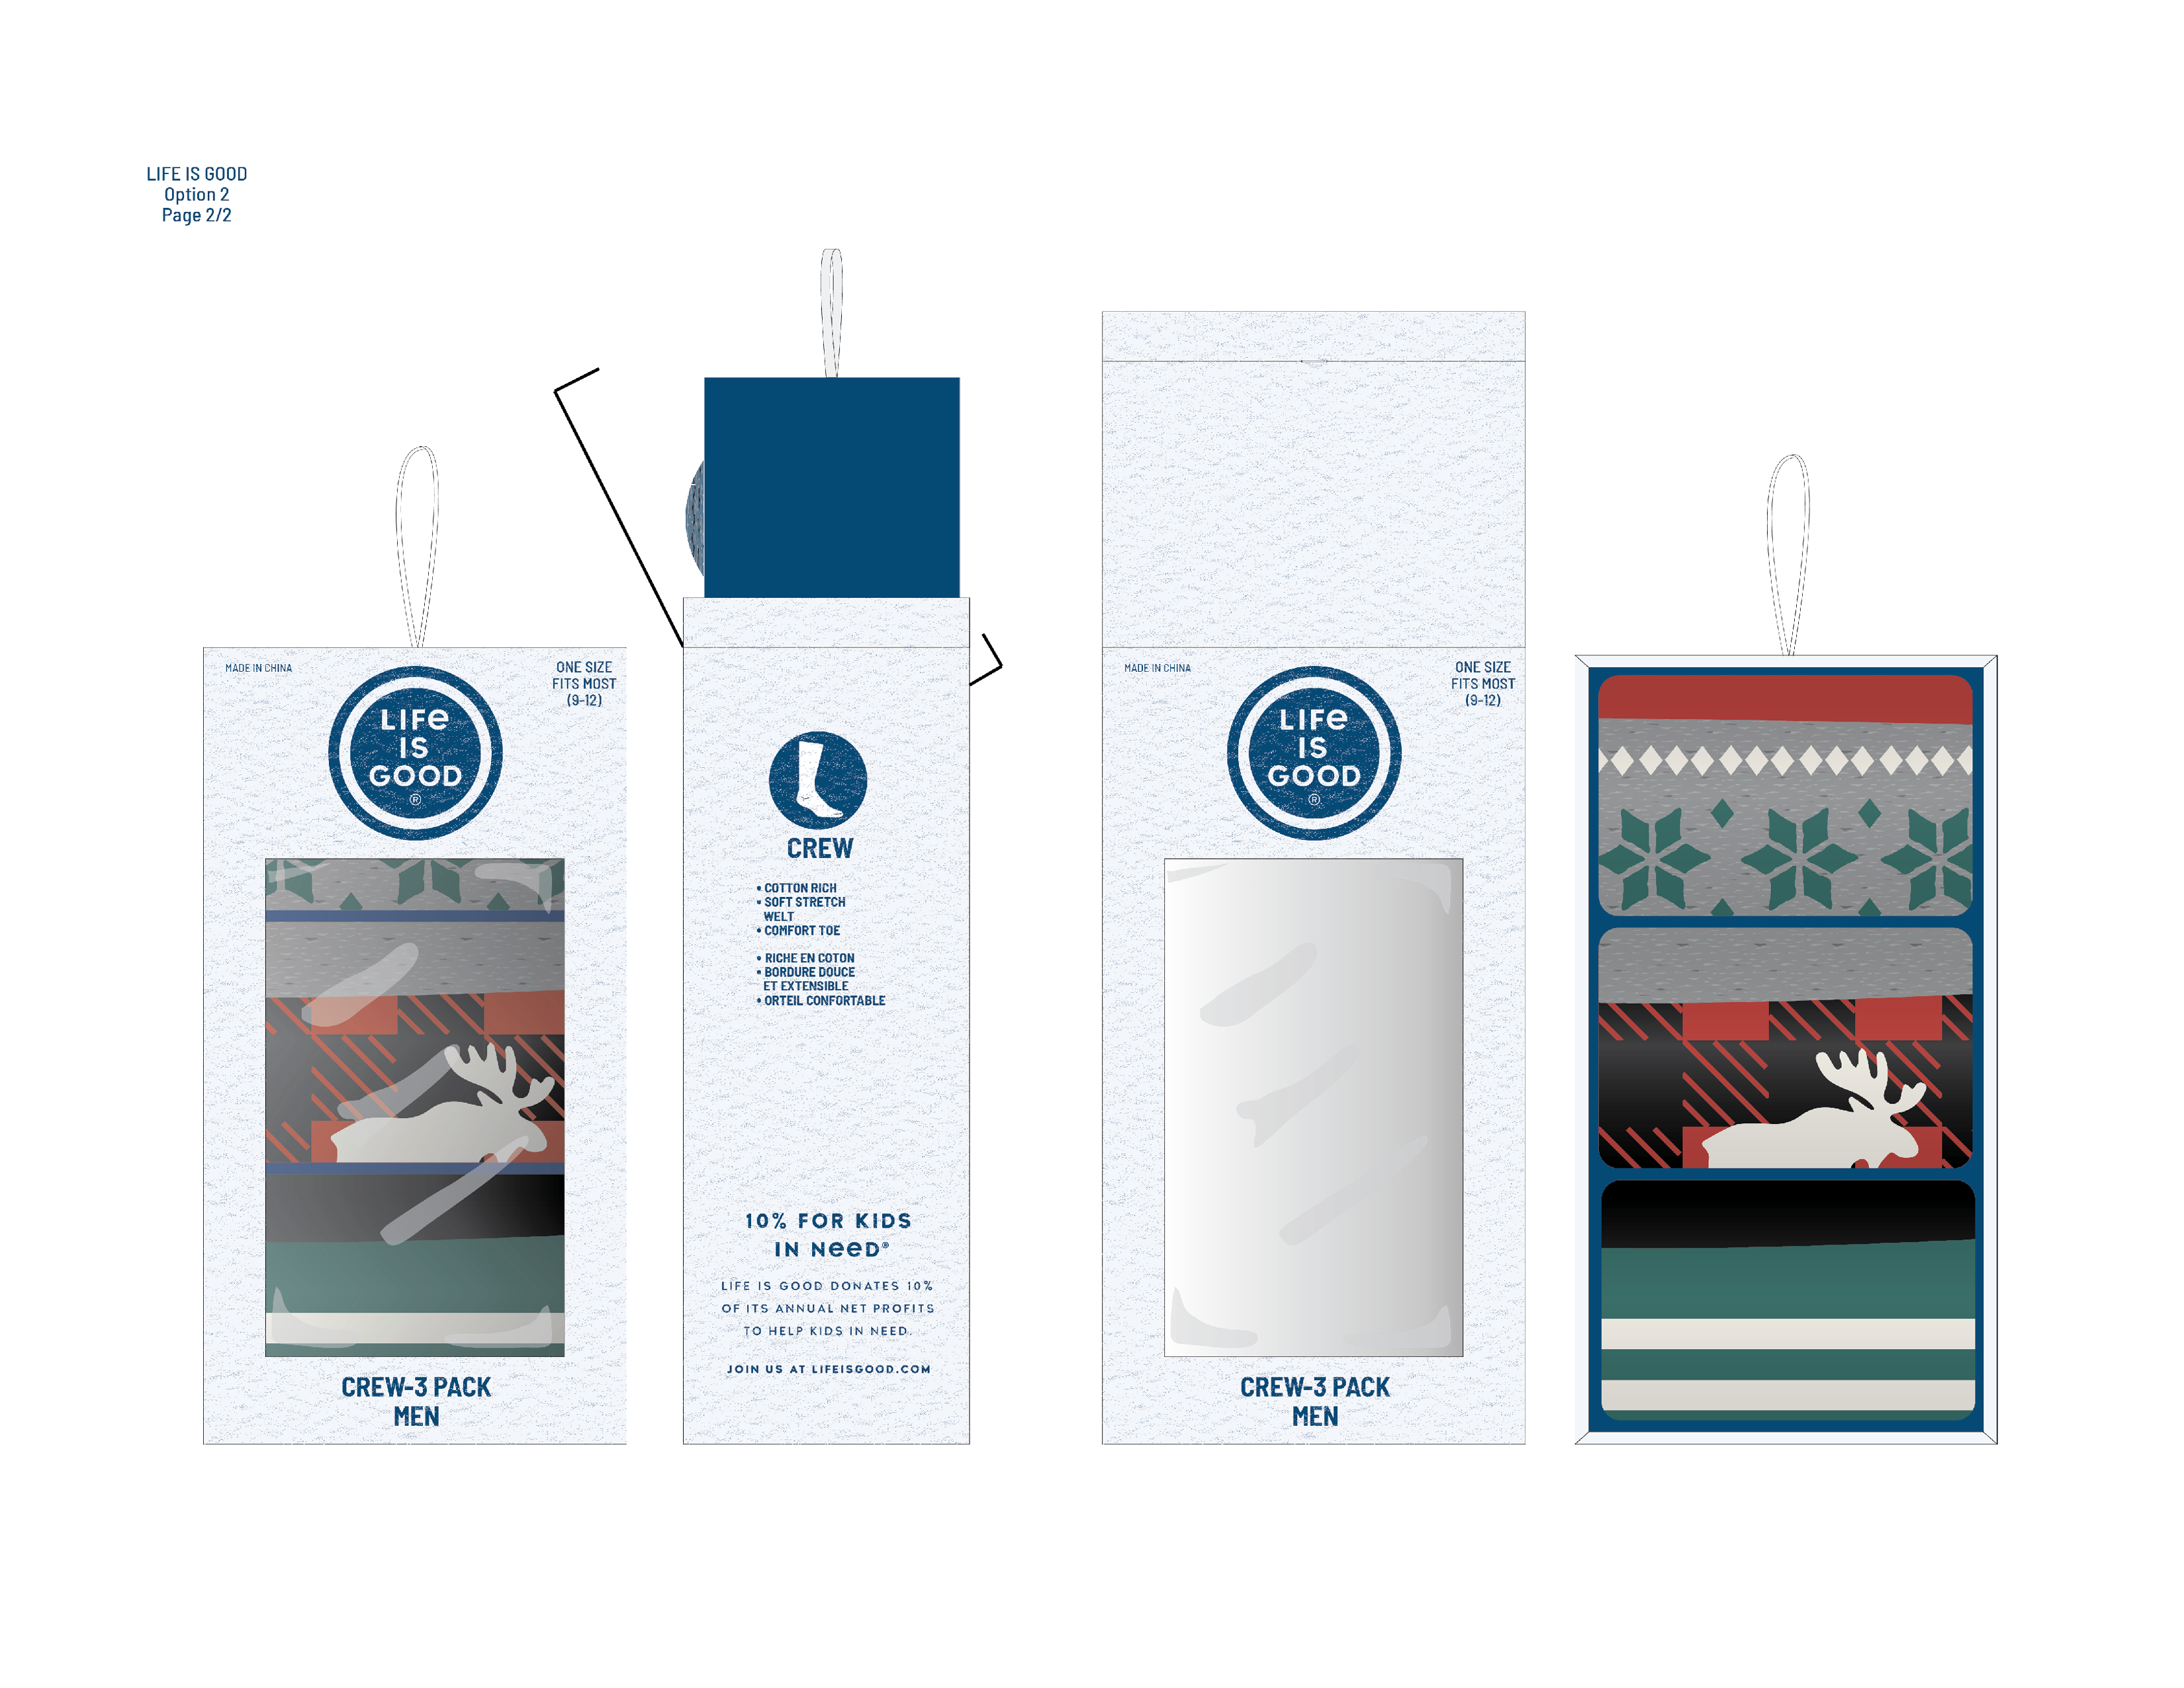 LIFE IS GOOD
Option 2
Page 2/2
MADE IN CHINA
ONE SIZE
FITS MOST
(9-12)
LIFe
IS
GOOD
®
CREW-3 PACK
MEN
CREW
• COTTON RICH
• SOFT STRETCH
WELT
• COMFORT TOE
• RICHE EN COTON
• BORDURE DOUCE
ET EXTENSIBLE
• ORTEIL CONFORTABLE
10% FOR KIDS
IN NeeD®
LIFE IS GOOD DONATES 10%
OF ITS ANNUAL NET PROFITS
TO HELP KIDS IN NEED.
JOIN US AT LIFEISGOOD.COM
MADE IN CHINA
ONE SIZE
FITS MOST
(9-12)
LIFe
IS
GOOD
®
CREW-3 PACK
MEN